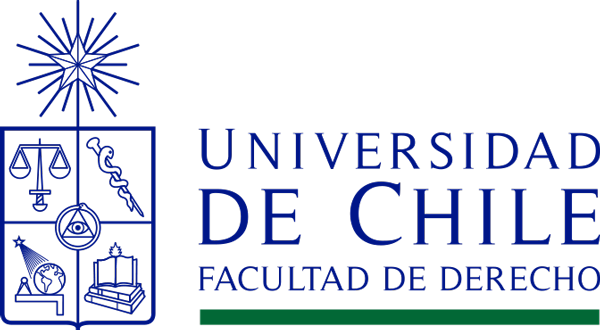 UNIVERSIDAD
DE CHILE
FACULTAD DE DERECHO